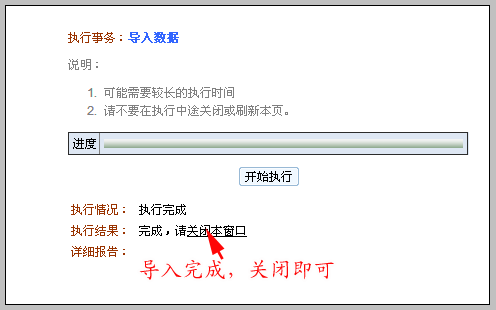 执行事务：导入数据
说明：
1. 可能需要较长的执行时间
2. 请不要在执行中途关闭或刷新本页。
进度
开始执行
执行情况： 执行完成
执行结果： 完成，请关闭本窗口
详细报告：
导入完成，关闭即可